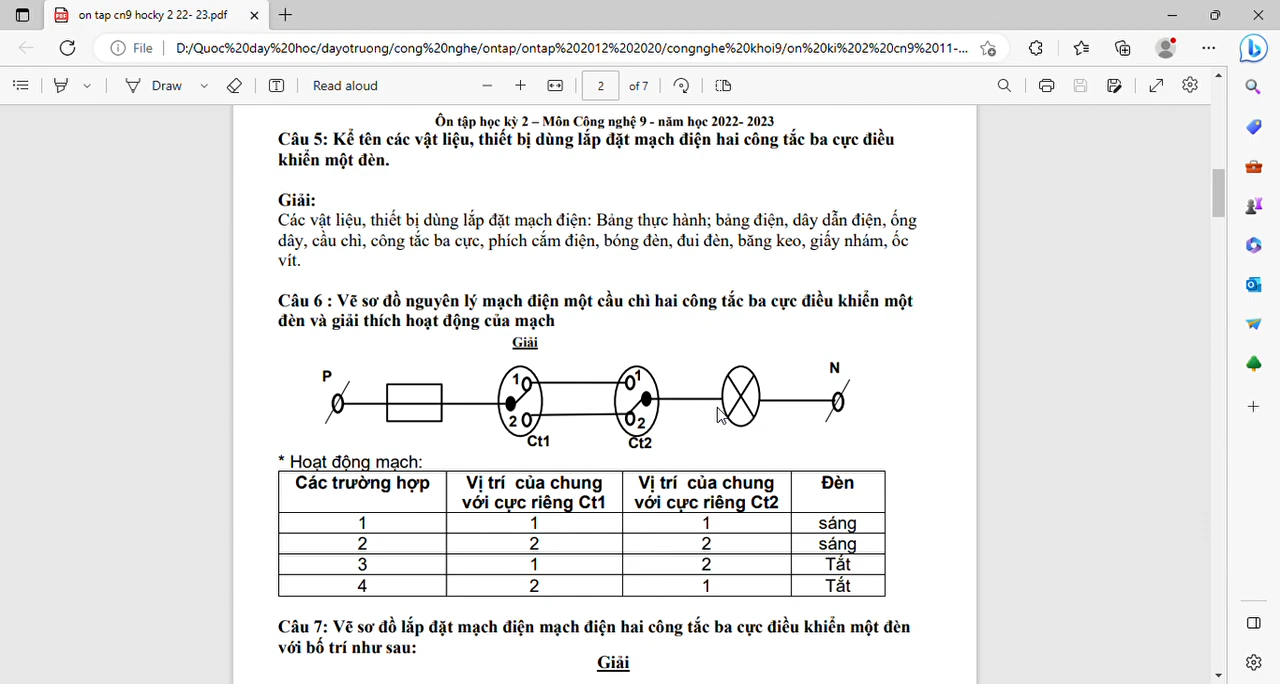 on tap cn9 hocky 2 22- 23.pdf
File D:/Quoc%20day%20hoc/dayotruong/cong%20nghe/ontap/ontap%202012%202020/congnghe%20khoi9/on%20ki%202%20cn9%2011-...
Draw Read aloud 2 of 7
Ôn tập học kỳ 2 – Môn Công nghệ 9 - năm học 2022- 2023
Câu 5: Kể tên các vật liệu, thiết bị dùng lắp đặt mạch điện hai công tắc ba cực điều
khiển một đèn.
Giải:
Các vật liệu, thiết bị dùng lắp đặt mạch điện: Bảng thực hành; bảng điện, dây dẫn điện, ống
dây, cầu chì, công tắc ba cực, phích cắm điện, bóng đèn, đui đèn, băng keo, giấy nhám, ốc
vít.
Câu 6 : Vẽ sơ đồ nguyên lý mạch điện một cầu chì hai công tắc ba cực điều khiển một
đèn và giải thích hoạt động của mạch
Giải
P N
1 1
2 2
Ct1 Ct2
* Hoạt động mạch:
Các trường hợp Vị trí của chung Vị trí của chung Đèn
với cực riêng Ct1 với cực riêng Ct2
1 1 1 sáng
2 2 2 sáng
3 1 2 Tắt
4 2 1 Tắt
Câu 7: Vẽ sơ đồ lắp đặt mạch điện mạch điện hai công tắc ba cực điều khiển một đèn
với bố trí như sau:
Giải